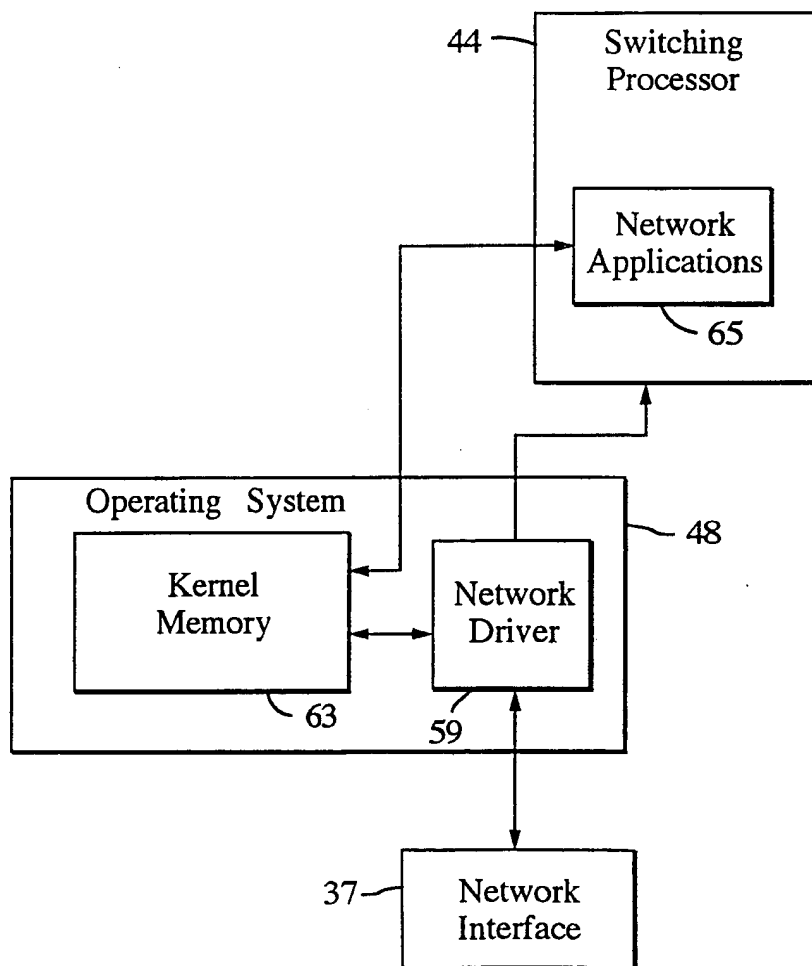 44
Switching
Processor
Network
Applications
65
Operating System
48
Kernel
Memory
Network
Driver
63
59
37
Network
Interface